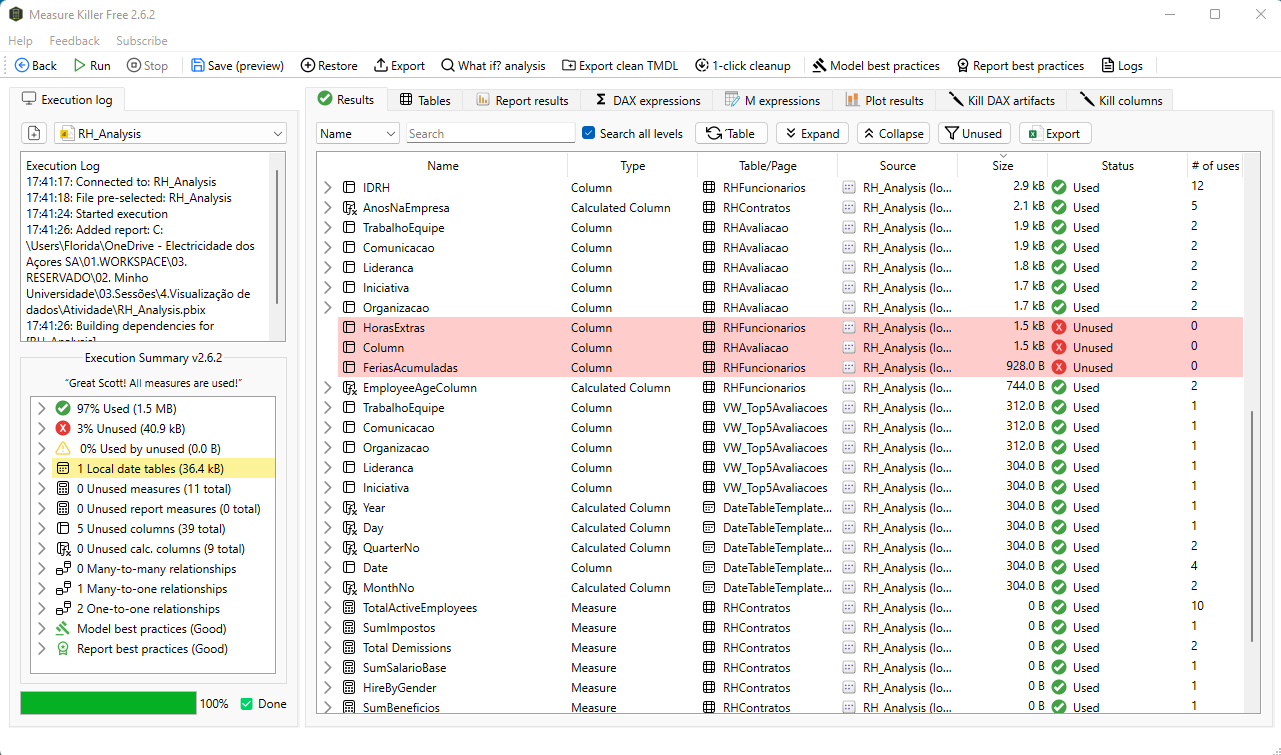 Measure Killer Free 2.6.2
Help Feedback Subscribe
Back Run Stop Save (preview) Restore Export What if? analysis Export clean TMDL 1-click cleanup Model best practices Report best practices Logs
Execution log
RH_Analysis
Execution Log
17:41:17: Connected to: RH_Analysis
17:41:18: File pre-selected: RH_Analysis
17:41:24: Started execution
17:41:26: Added report: C:
\Users\Florida\OneDrive - Electricidade dos
Açores SA\01.WORKSPACE\03.
RESERVADO\02. Minho
Universidade\03.Sessões\4.Visualização de
dados\Atividade\RH_Analysis.pbix
17:41:26: Building dependencies for
[RH_Analysis]
Execution Summary v2.6.2
"Great Scott! All measures are used!"
97% Used (1.5 MB)
3% Unused (40.9 kB)
0% Used by unused (0.0 B)
1 Local date tables (36.4 kB)
0 Unused measures (11 total)
0 Unused report measures (0 total)
5 Unused columns (39 total)
0 Unused calc. columns (9 total)
0 Many-to-many relationships
1 Many-to-one relationships
2 One-to-one relationships
Model best practices (Good)
Report best practices (Good)
100% Done
Results Tables Report results DAX expressions M expressions Plot results Kill DAX artifacts Kill columns
Name Search Search all levels Table Expand Collapse Unused Export
Name Type Table/Page Source Size Status # of uses
IDRH Column RHFuncionarios RH_Analysis (lo... 2.9 kB Used 12
AnosNaEmpresa Calculated Column RHContratos RH_Analysis (lo... 2.1 kB Used 5
TrabalhoEquipe Column RHAvaliacao RH_Analysis (lo... 1.9 kB Used 2
Comunicacao Column RHAvaliacao RH_Analysis (lo... 1.9 kB Used 2
Lideranca Column RHAvaliacao RH_Analysis (lo... 1.8 kB Used 2
Iniciativa Column RHAvaliacao RH_Analysis (lo... 1.7 kB Used 2
Organizacao Column RHAvaliacao RH_Analysis (lo... 1.7 kB Used 2
HorasExtras Column RHFuncionarios RH_Analysis (lo... 1.5 kB Unused 0
Column Column RHAvaliacao RH_Analysis (lo... 1.5 kB Unused 0
FeriasAcumuladas Column RHFuncionarios RH_Analysis (lo... 928.0 B Unused 0
EmployeeAgeColumn Calculated Column RHFuncionarios RH_Analysis (lo... 744.0 B Used 2
TrabalhoEquipe Column VW_Top5Avaliacoes RH_Analysis (lo... 312.0 B Used 1
Comunicacao Column VW_Top5Avaliacoes RH_Analysis (lo... 312.0 B Used 1
Organizacao Column VW_Top5Avaliacoes RH_Analysis (lo... 312.0 B Used 1
Lideranca Column VW_Top5Avaliacoes RH_Analysis (lo... 304.0 B Used 1
Iniciativa Column VW_Top5Avaliacoes RH_Analysis (lo... 304.0 B Used 1
Year Calculated Column DateTableTemplate... RH_Analysis (lo... 304.0 B Used 1
Day Calculated Column DateTableTemplate... RH_Analysis (lo... 304.0 B Used 1
QuarterNo Calculated Column DateTableTemplate... RH_Analysis (lo... 304.0 B Used 2
Date Column DateTableTemplate... RH_Analysis (lo... 304.0 B Used 4
MonthNo Calculated Column DateTableTemplate... RH_Analysis (lo... 304.0 B Used 2
TotalActiveEmployees Measure RHContratos RH_Analysis (lo... 0 B Used 10
SumImpostos Measure RHContratos RH_Analysis (lo... 0 B Used 1
Total Demissions Measure RHContratos RH_Analysis (lo... 0 B Used 2
SumSalarioBase Measure RHContratos RH_Analysis (lo... 0 B Used 1
HireByGender Measure RHContratos RH_Analysis (lo... 0 B Used 1
SumBeneficios Measure RHContratos RH_Analysis (lo... 0 B Used 1